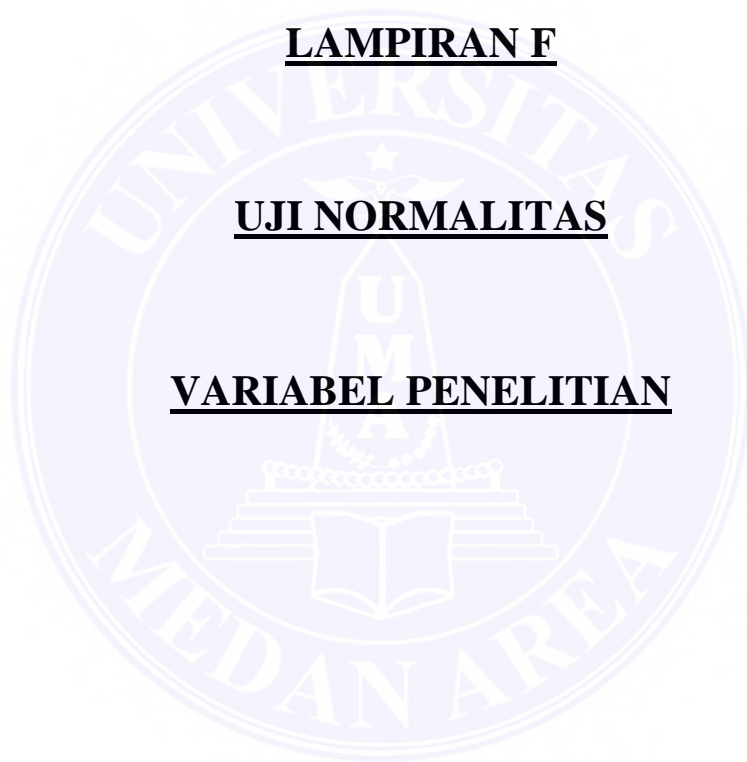 LAMPIRAN F
UNIVERSITAS
UJI NORMALITAS
U
M
A
VARIABEL PENELITIAN
MEDAN AREA